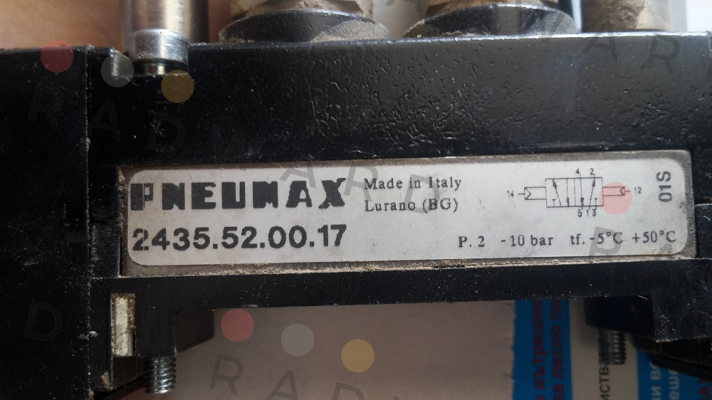 PNEUMAX
Made in Italy
Lurano (BG)
2435.52.00.17
P. 2 -10 bar tf. -5°C +50°C
14
4 2
12
5 1 3
01S
RADWARD